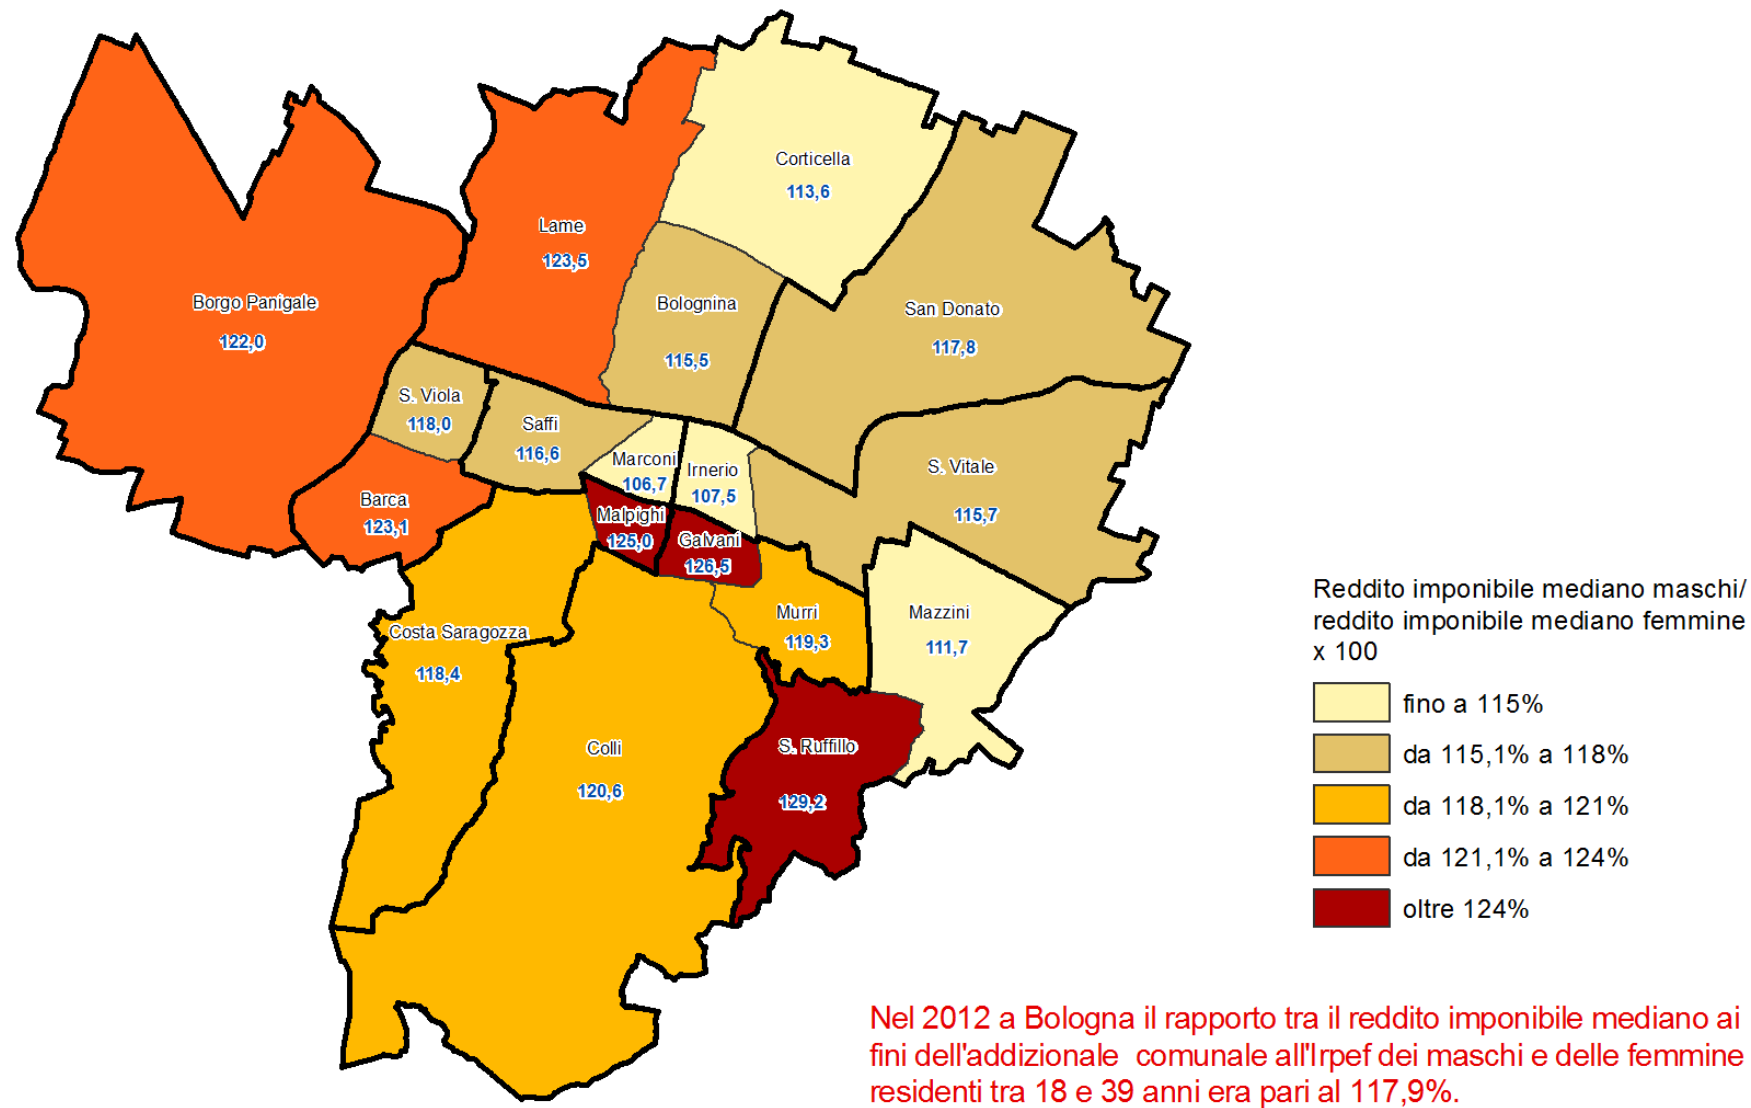 Corticella
113,6
Lame
123,5
Borgo Panigale
122,0
Bolognina
115,5
San Donato
117,8
S. Viola
118,0
Saffi
116,6
Marconi
106,7
Irnerio
107,5
S. Vitale
115,7
Barca
123,1
Malpighi
125,0
Galvani
126,5
Murri
119,3
Mazzini
111,7
Costa Saragozza
118,4
Colli
120,6
S. Ruffillo
129,2
Reddito imponibile mediano maschi/
reddito imponibile mediano femmine
x 100
fino a 115%
da 115,1% a 118%
da 118,1% a 121%
da 121,1% a 124%
oltre 124%
Nel 2012 a Bologna il rapporto tra il reddito imponibile mediano ai
fini dell'addizionale comunale all'Irpef dei maschi e delle femmine
residenti tra 18 e 39 anni era pari al 117,9%.